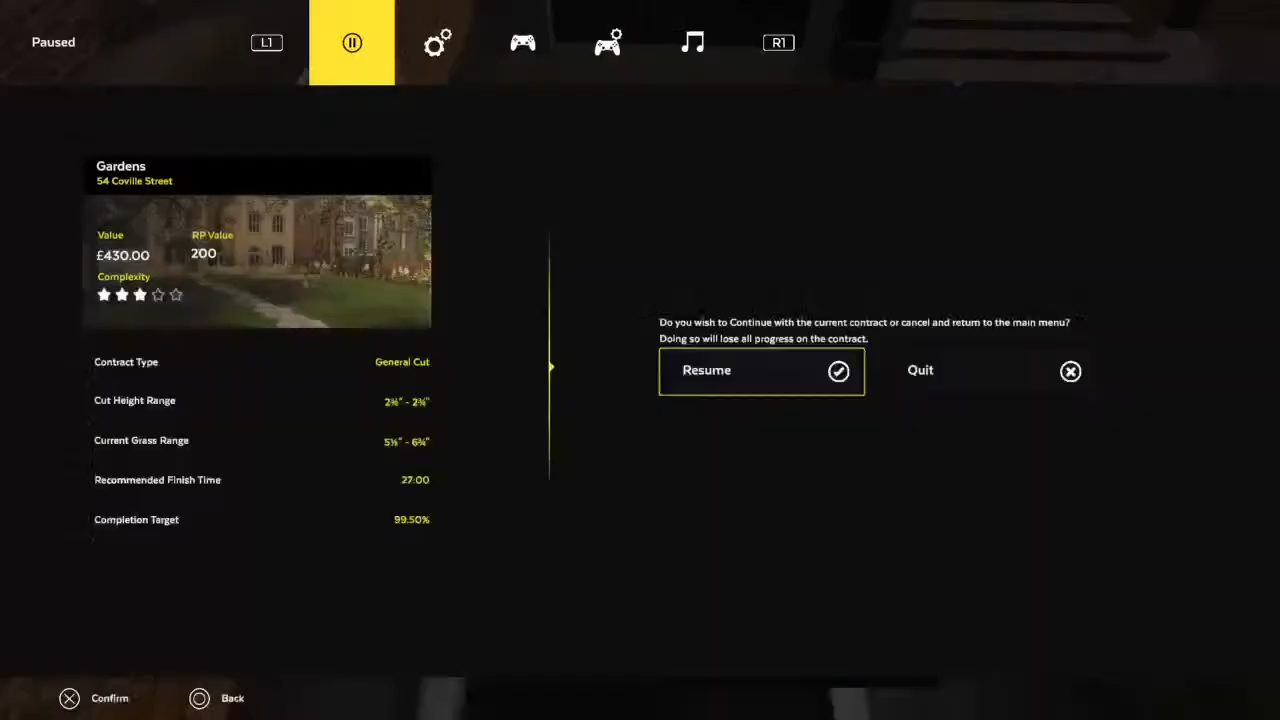 Paused
L1
R1
Gardens
54 Coville Street
Value
RP Value
£430.00
200
Complexity
Do you wish to Continue with the current contract or cancel and return to the main menu?
Doing so will lose all progress on the contract.
Resume
Quit
Contract Type
General Cut
Cut Height Range
Current Grass Range
Recommended Finish Time
27:00
Completion Target
99.50%
Confirm
Back